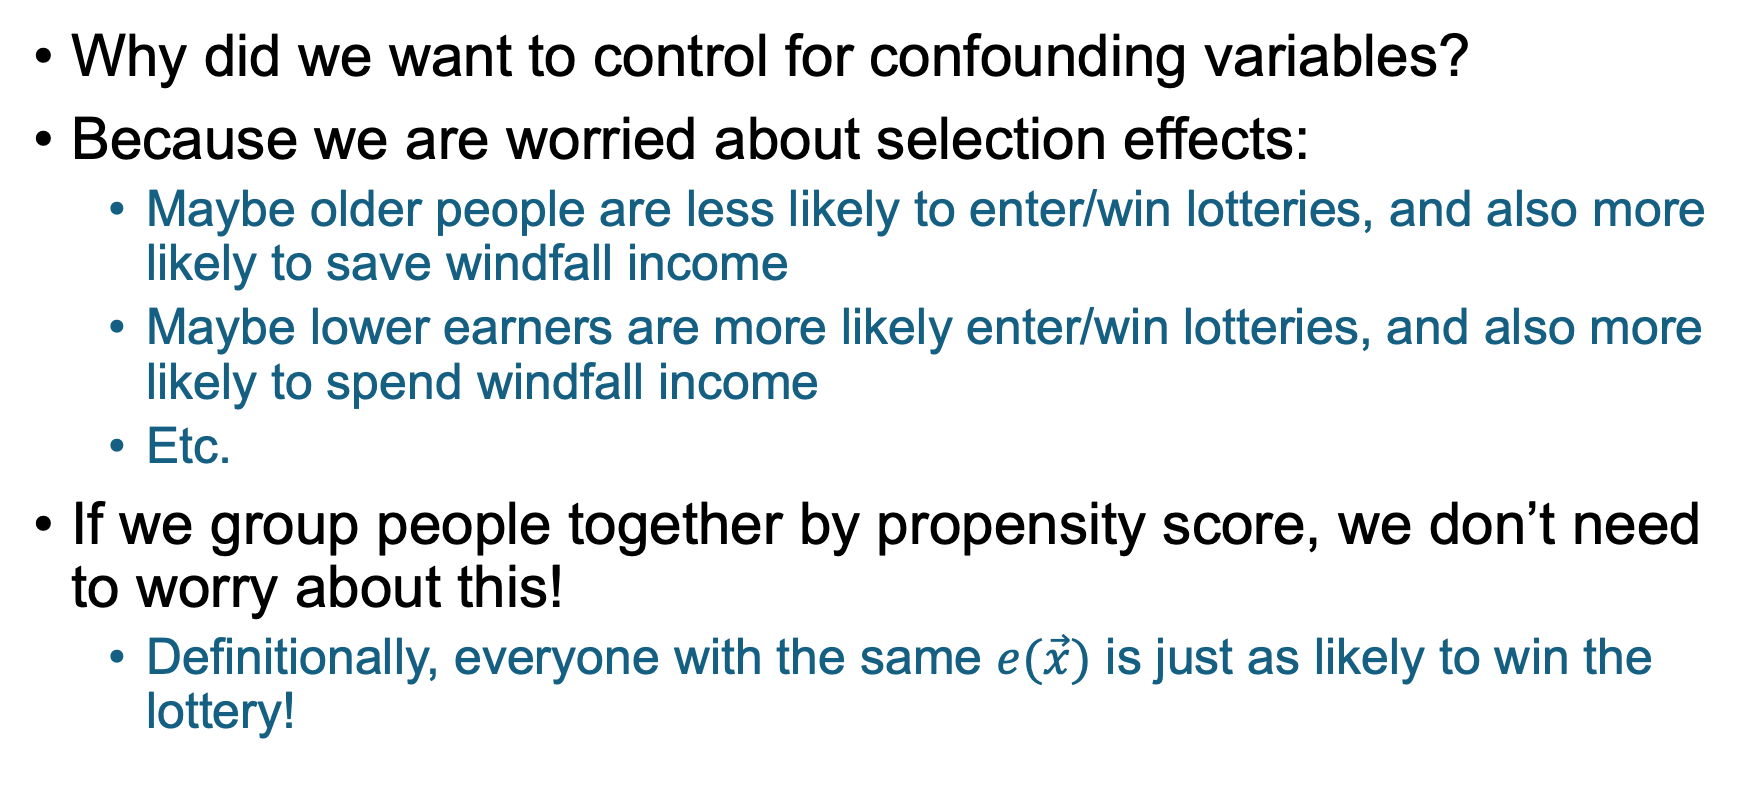 • Why did we want to control for confounding variables?
• Because we are worried about selection effects:
• Maybe older people are less likely to enter/win lotteries, and also more
likely to save windfall income
• Maybe lower earners are more likely enter/win lotteries, and also more
likely to spend windfall income
• Etc.
• If we group people together by propensity score, we don’t need
to worry about this!
• Definitionally, everyone with the same e(x⃗) is just as likely to win the
lottery!